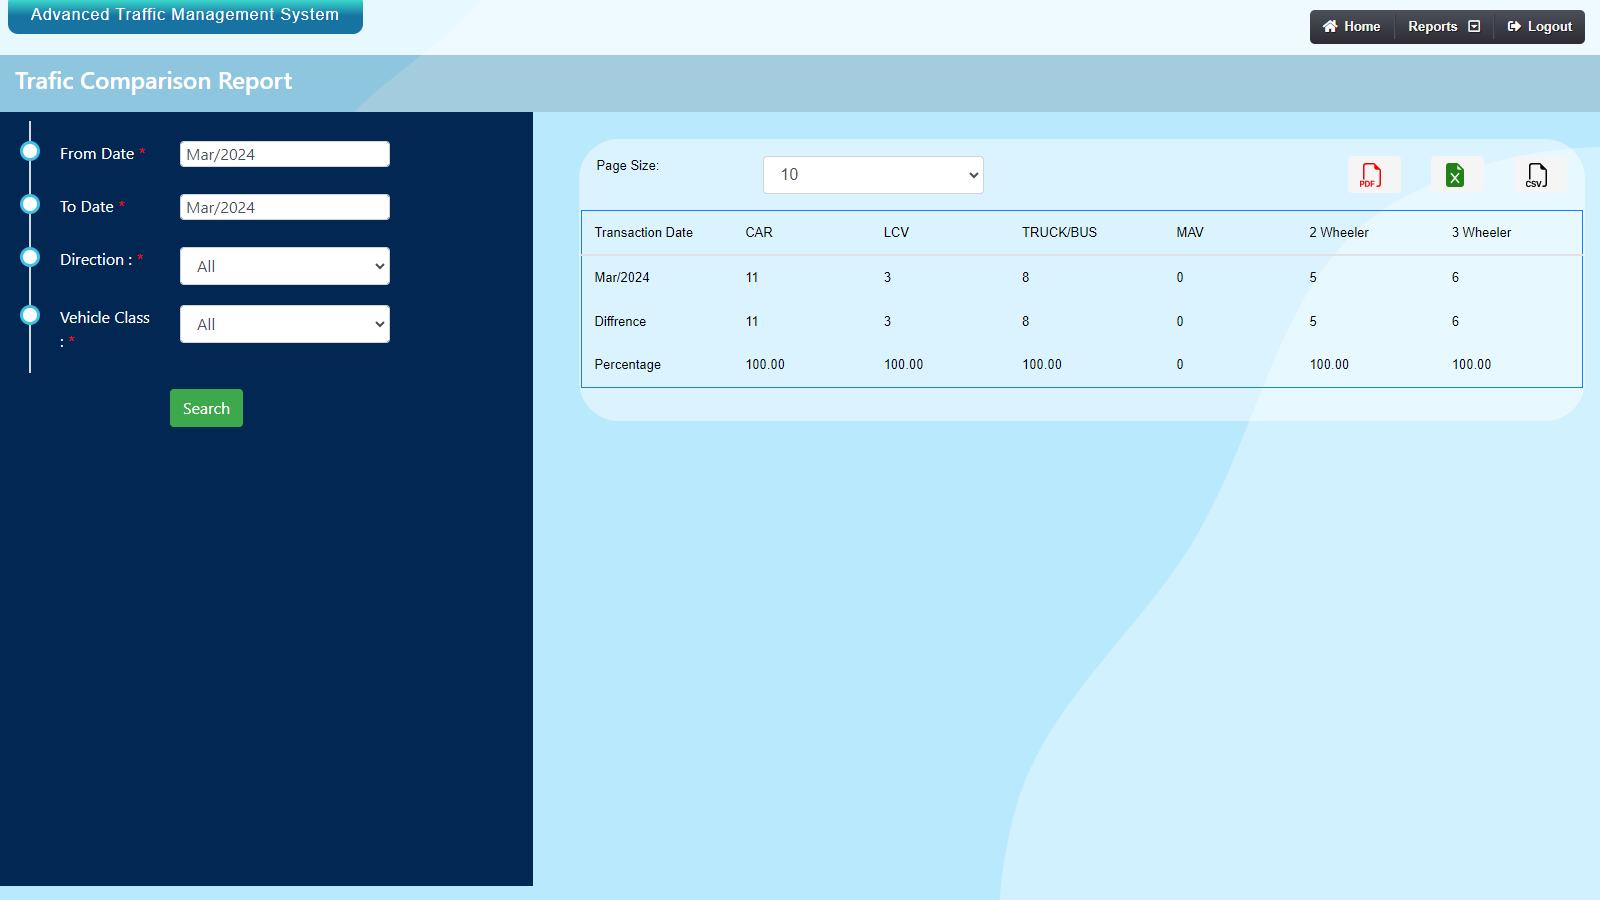 Advanced Traffic Management System
Home Reports Logout
Trafic Comparison Report
From Date * Mar/2024
To Date * Mar/2024
Direction : * All
Vehicle Class : * All
Search
Page Size: 10
PDF X CSV
Transaction Date CAR LCV TRUCK/BUS MAV 2 Wheeler 3 Wheeler
Mar/2024 11 3 8 0 5 6
Diffrence 11 3 8 0 5 6
Percentage 100.00 100.00 100.00 0 100.00 100.00